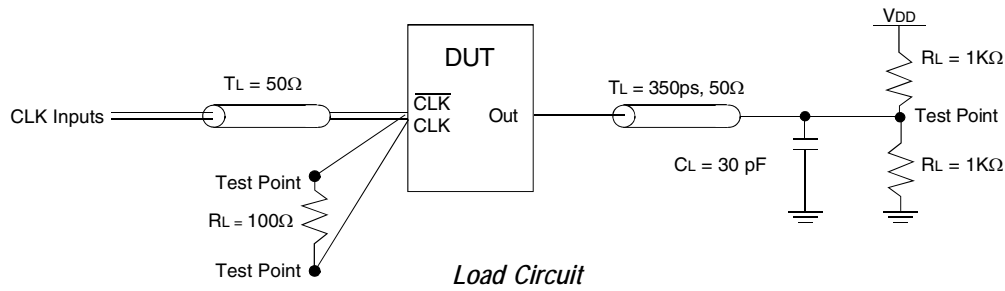 VDD
RL = 1KΩ
DUT
TL = 50Ω
TL = 350ps, 50Ω
CLK Inputs
CLK
CLK
Out
Test Point
CL = 30 pF
RL = 1KΩ
Test Point
RL = 100Ω
Test Point
Load Circuit